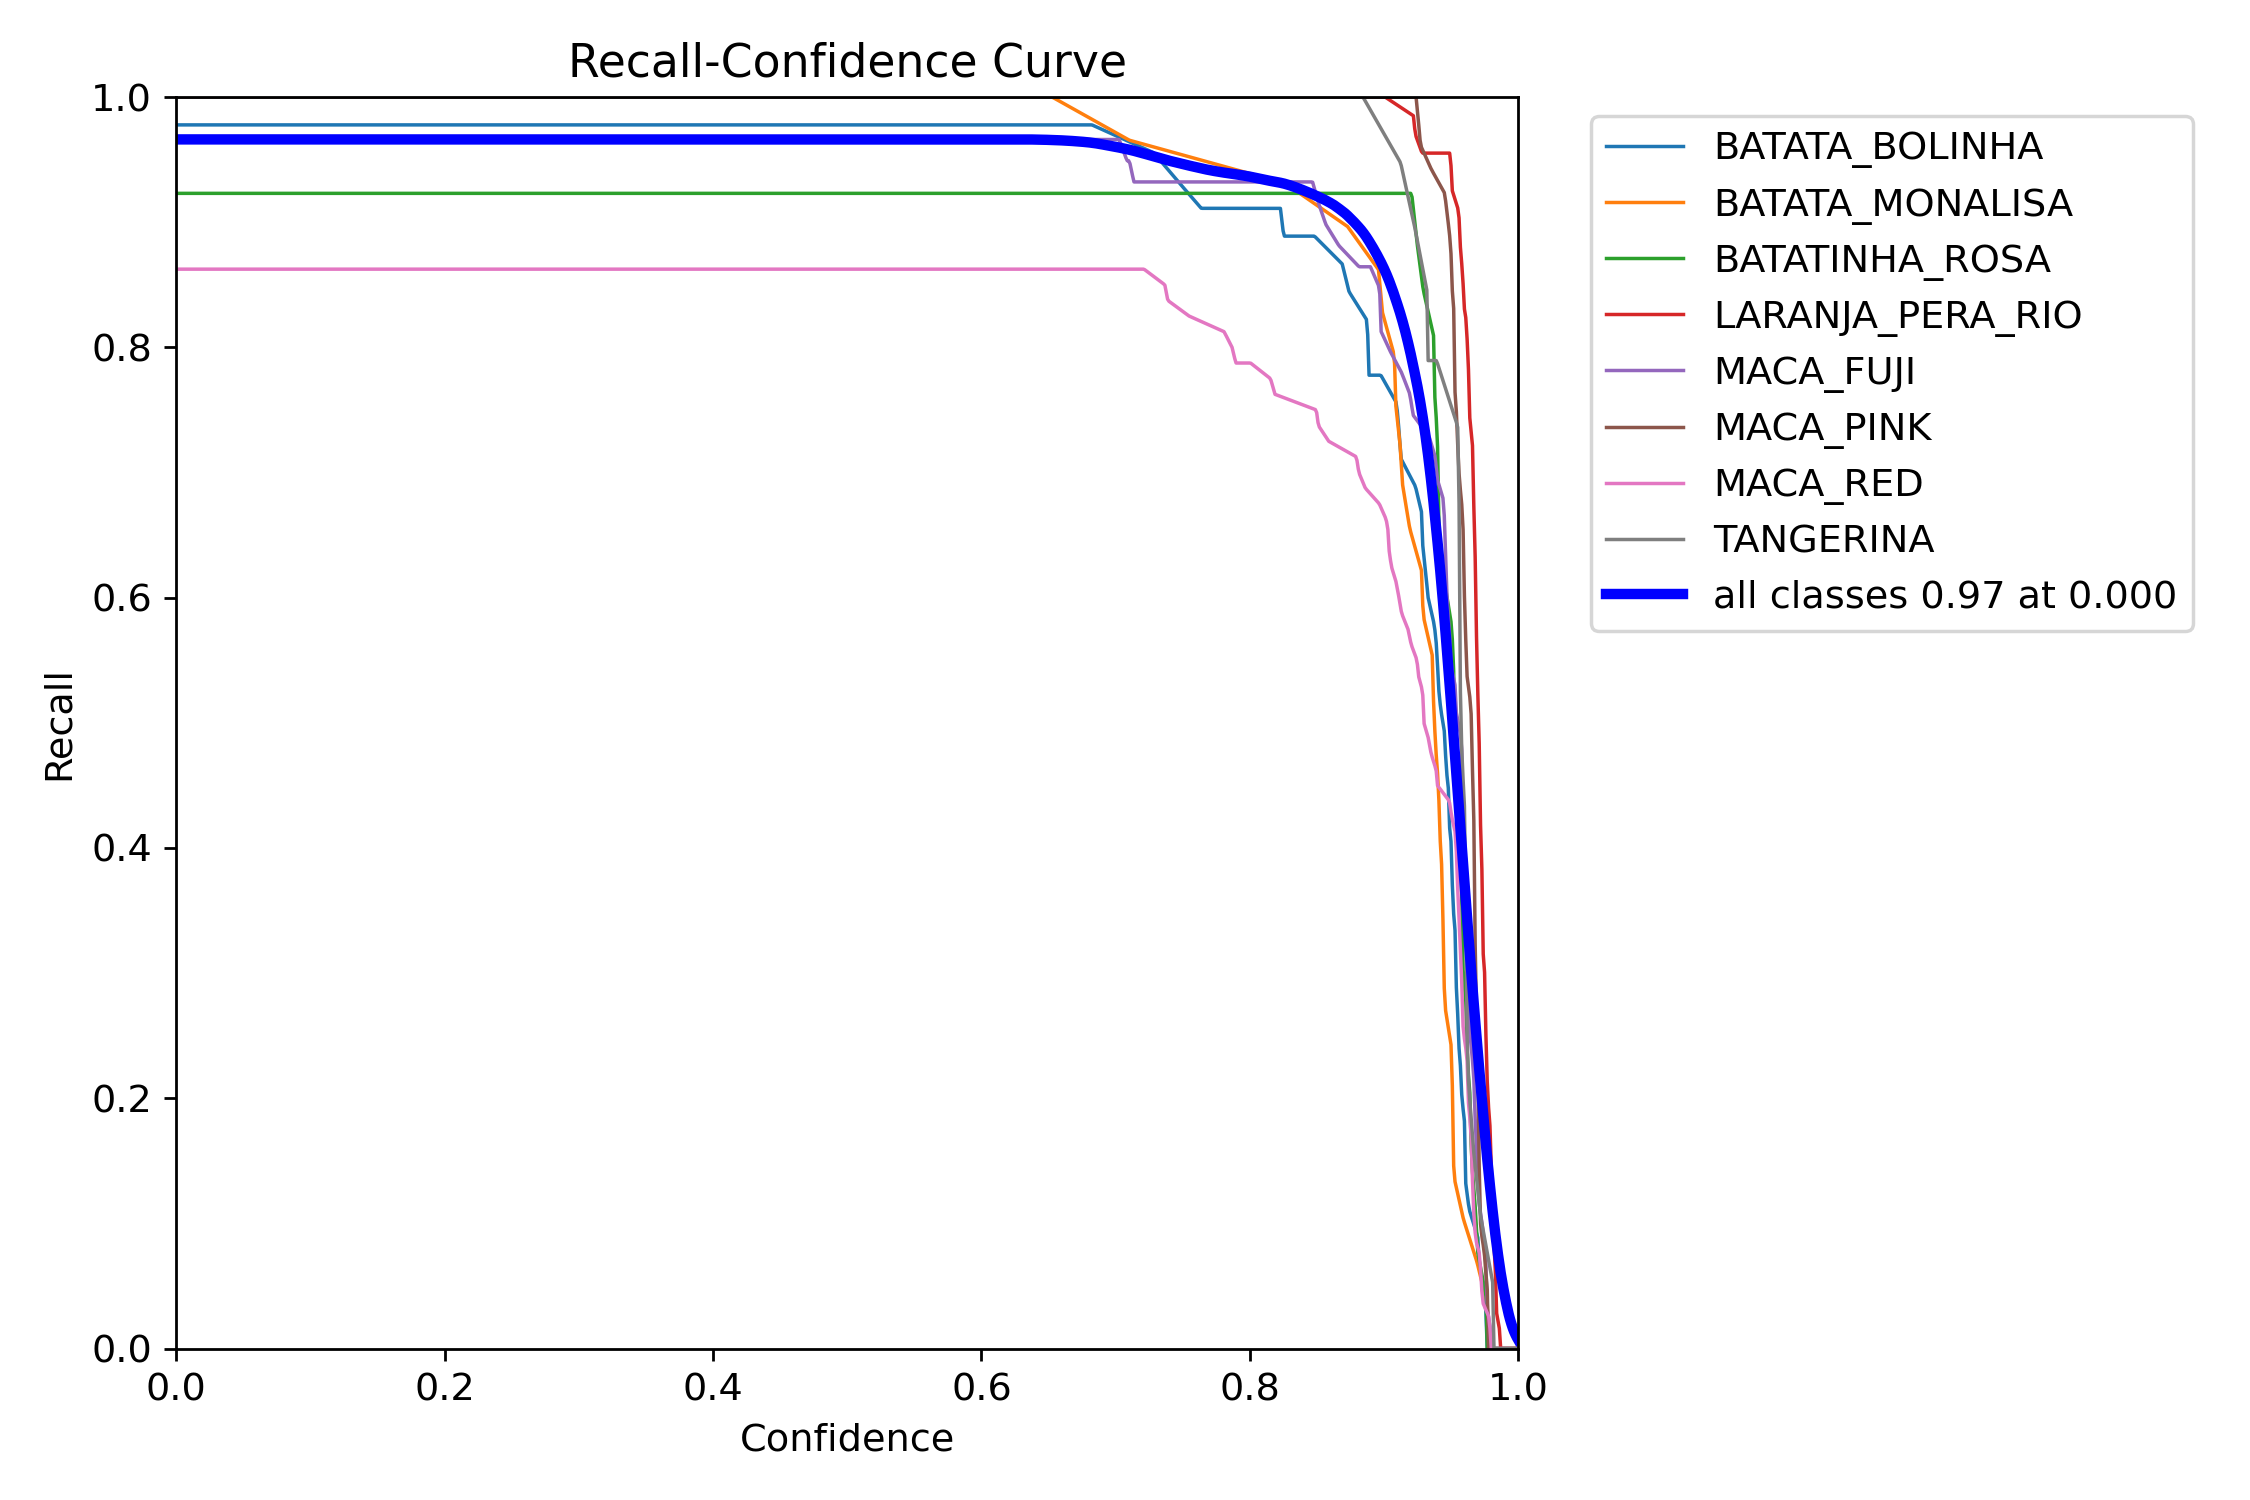 Recall-Confidence Curve
1.0
0.8
0.6
0.4
0.2
0.0
Recall
0.0 0.2 0.4 0.6 0.8 1.0
Confidence
BATATA_BOLINHA
BATATA_MONALISA
BATATINHA_ROSA
LARANJA_PERA_RIO
MACA_FUJI
MACA_PINK
MACA_RED
TANGERINA
all classes 0.97 at 0.000